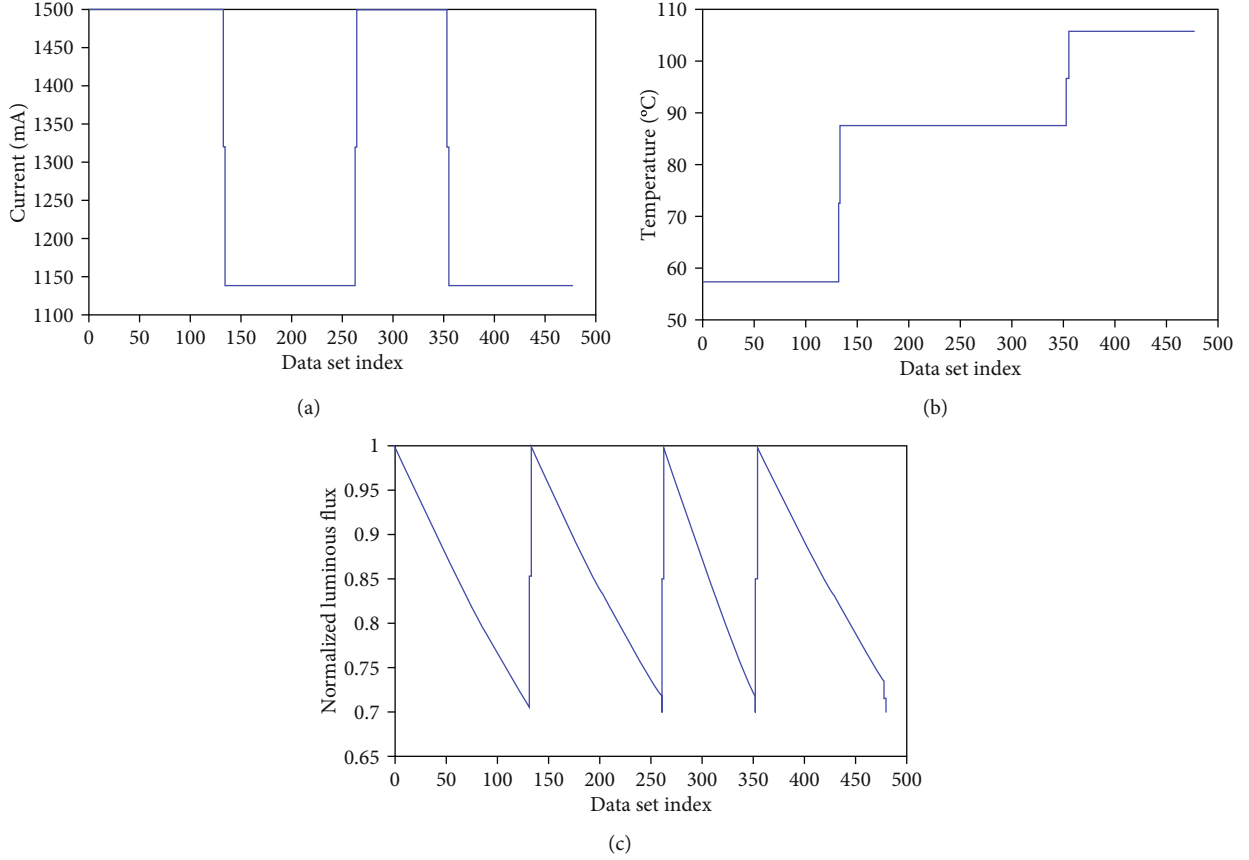 1500
1450
1400
1350
1300
1250
1200
1150
1100
Current (mA)
0 50 100 150 200 250 300 350 400 450 500
Data set index
(a)
110
100
90
80
70
60
50
Temperature (ºC)
0 50 100 150 200 250 300 350 400 450 500
Data set index
(b)
1
0.95
0.9
0.85
0.8
0.75
0.7
0.65
Normalized luminous flux
0 50 100 150 200 250 300 350 400 450 500
Data set index
(c)